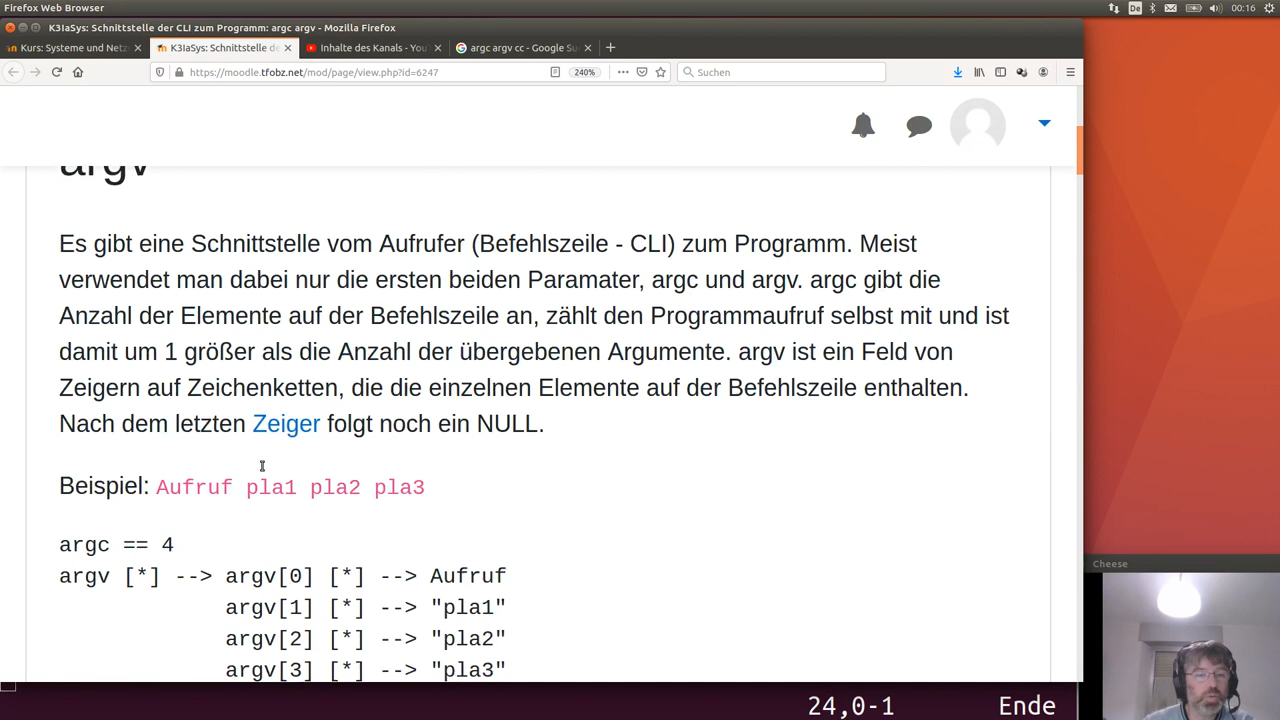 Firefox Web Browser
De
00:16
K3IaSys: Schnittstelle der CLI zum Programm: argc argv - Mozilla Firefox
Kurs: Systeme und Netz
K3IaSys: Schnittstelle de
Inhalte des Kanals - You
argc argv cc - Google Su
https://moodle.tfobz.net/mod/page/view.php?id=6247
240%
Suchen
argv
Es gibt eine Schnittstelle vom Aufrufer (Befehlszeile - CLI) zum Programm. Meist
verwendet man dabei nur die ersten beiden Paramater, argc und argv. argc gibt die
Anzahl der Elemente auf der Befehlszeile an, zählt den Programmaufruf selbst mit und ist
damit um 1 größer als die Anzahl der übergebenen Argumente. argv ist ein Feld von
Zeigern auf Zeichenketten, die die einzelnen Elemente auf der Befehlszeile enthalten.
Nach dem letzten Zeiger folgt noch ein NULL.
Beispiel: Aufruf pla1 pla2 pla3
argc == 4
argv [*] --> argv[0] [*] --> Aufruf
argv[1] [*] --> "pla1"
argv[2] [*] --> "pla2"
argv[3] [*] --> "pla3"
Cheese
24,0-1 Ende